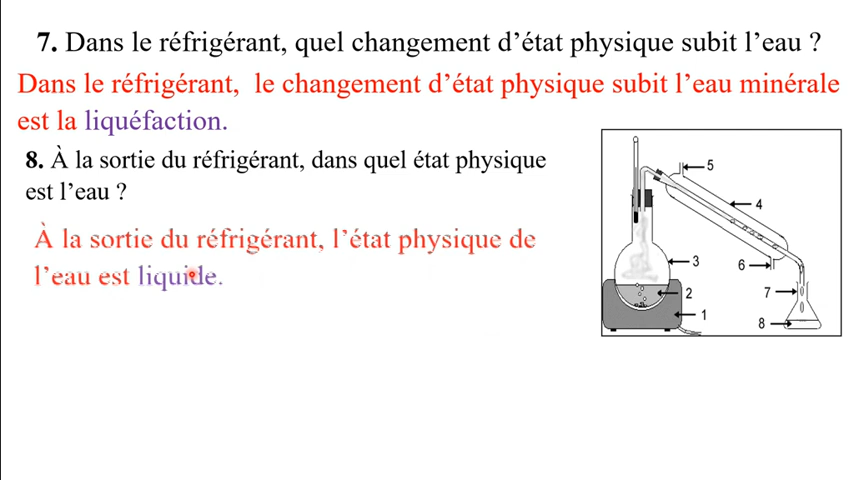 7. Dans le réfrigérant, quel changement d’état physique subit l’eau ?
Dans le réfrigérant, le changement d’état physique subit l’eau minérale
est la liquéfaction.
8. À la sortie du réfrigérant, dans quel état physique
est l’eau ?
À la sortie du réfrigérant, l’état physique de
l’eau est liquide.
5
4
3
6
2
7
1
8